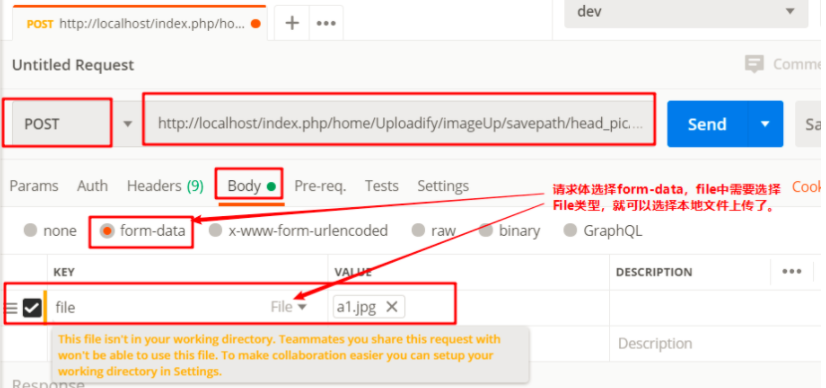 POST http://localhost/index.php/ho...
dev
Untitled Request
POST
http://localhost/index.php/home/Uploadify/imageUp/savepath/head_pic....
Send
Params Auth Headers (9) Body Pre-req. Tests Settings
请求体选择form-data，file中需要选择
File类型，就可以选择本地文件上传了。
none form-data x-www-form-urlencoded raw binary GraphQL
KEY VALUE DESCRIPTION
file File a1.jpg
This file isn't in your working directory. Teammates you share this request with
won't be able to use this file. To make collaboration easier you can setup your
working directory in Settings.
Description
Response